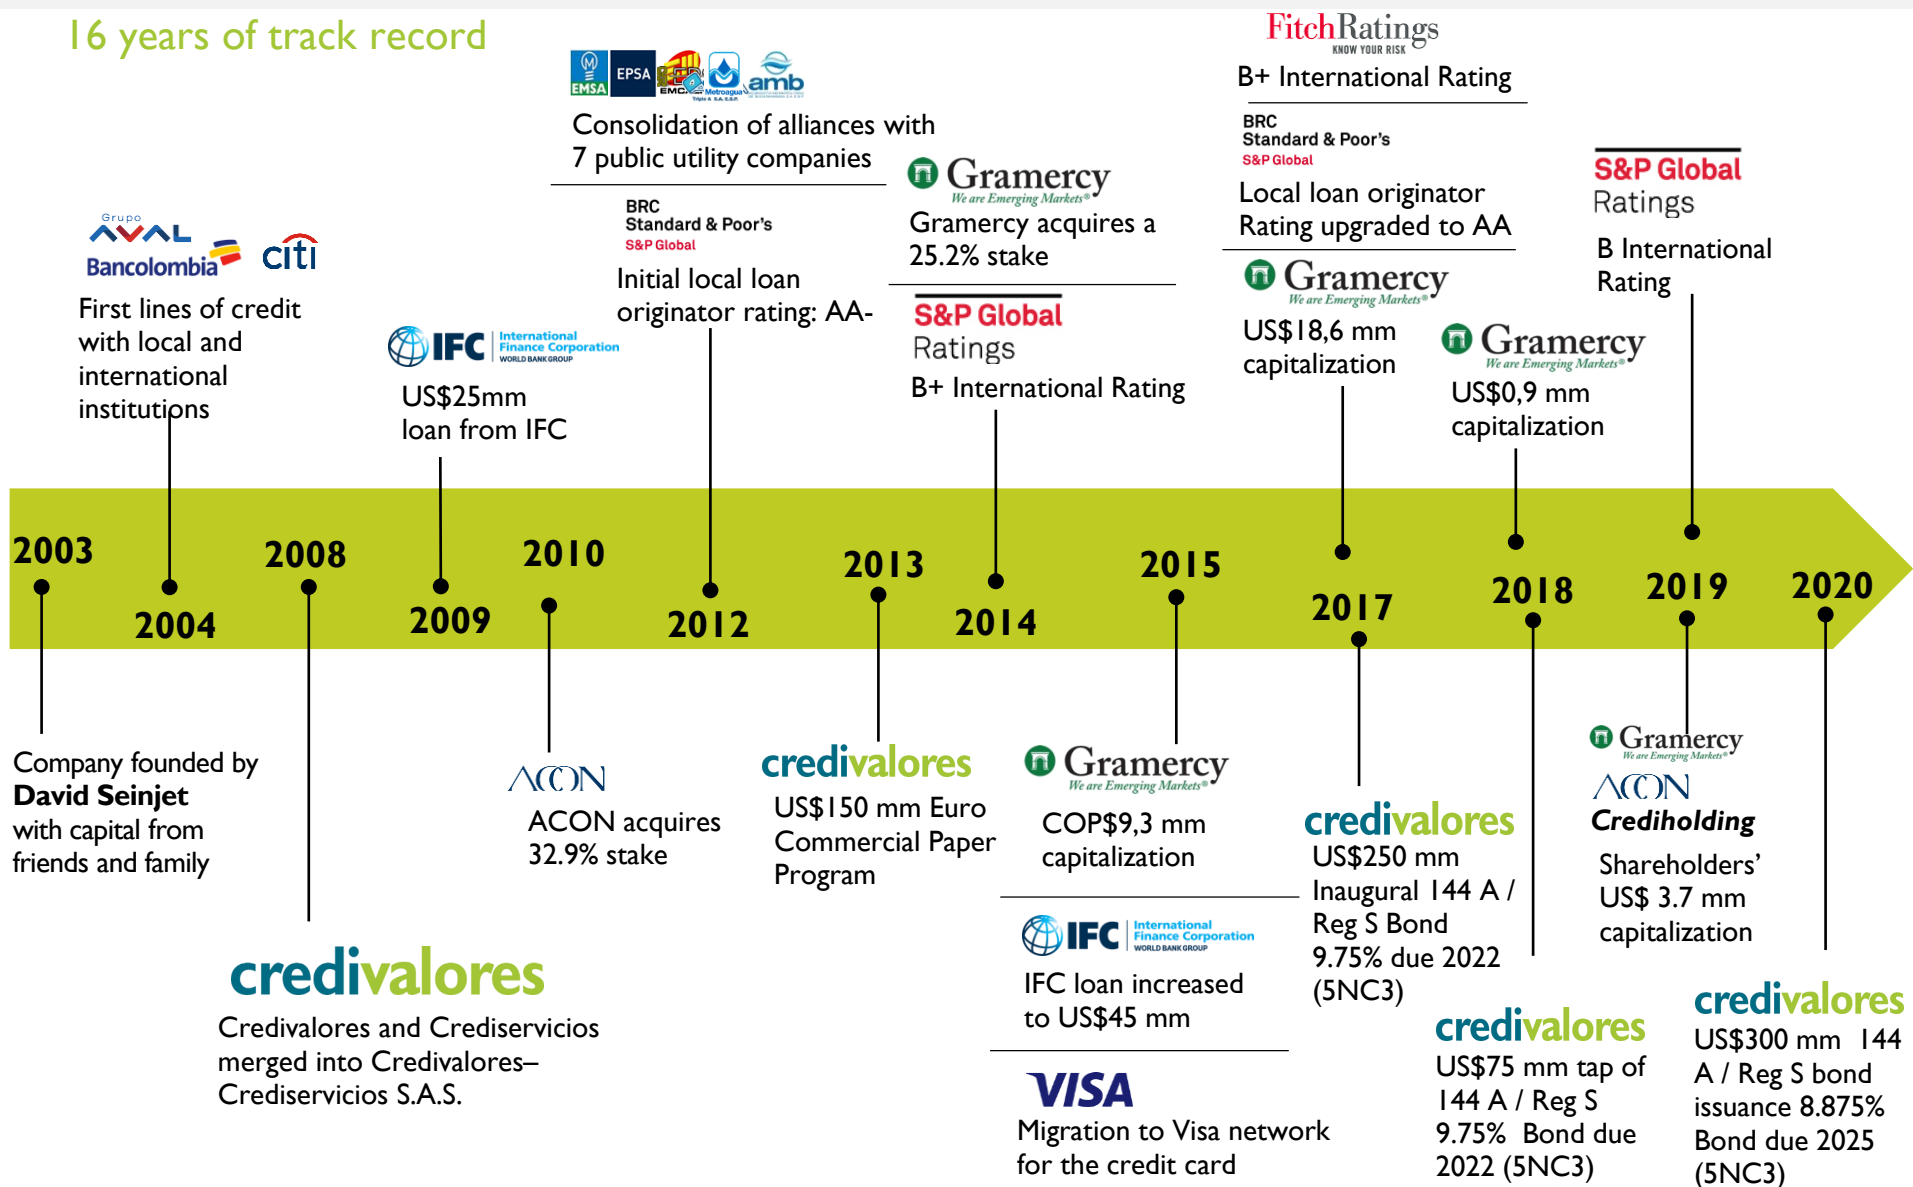 16 years of track record
Grupo
AVAL
Bancolombia
citi
First lines of credit
with local and
international
institutions
IFC
International
Finance Corporation
WORLD BANK GROUP
US$25mm
loan from IFC
EMSA
EPSA
Metroagua
Triple A S.A. E.S.P.
amb
Consolidation of alliances with
7 public utility companies
BRC
Standard & Poor's
S&P Global
Initial local loan
originator rating: AA-
Gramercy
We are Emerging Markets®
Gramercy acquires a
25.2% stake
S&P Global
Ratings
B+ International Rating
FitchRatings
KNOW YOUR RISK
B+ International Rating
BRC
Standard & Poor's
S&P Global
Local loan originator
Rating upgraded to AA
Gramercy
We are Emerging Markets®
US$18,6 mm
capitalization
Gramercy
We are Emerging Markets®
US$0,9 mm
capitalization
S&P Global
Ratings
B International
Rating
2003
2004
2008
2009
2010
2012
2013
2014
2015
2017
2018
2019
2020
Company founded by
David Seinjet
with capital from
friends and family
credivalores
Credivalores and Crediservicios
merged into Credivalores–
Crediservicios S.A.S.
ACON
ACON acquires
32.9% stake
credivalores
US$150 mm Euro
Commercial Paper
Program
Gramercy
We are Emerging Markets®
COP$9,3 mm
capitalization
IFC
International
Finance Corporation
WORLD BANK GROUP
IFC loan increased
to US$45 mm
VISA
Migration to Visa network
for the credit card
credivalores
US$250 mm
Inaugural 144 A /
Reg S Bond
9.75% due 2022
(5NC3)
credivalores
US$75 mm tap of
144 A / Reg S
9.75% Bond due
2022 (5NC3)
Gramercy
We are Emerging Markets®
ACON
Crediholding
Shareholders'
US$ 3.7 mm
capitalization
credivalores
US$300 mm 144
A / Reg S bond
issuance 8.875%
Bond due 2025
(5NC3)